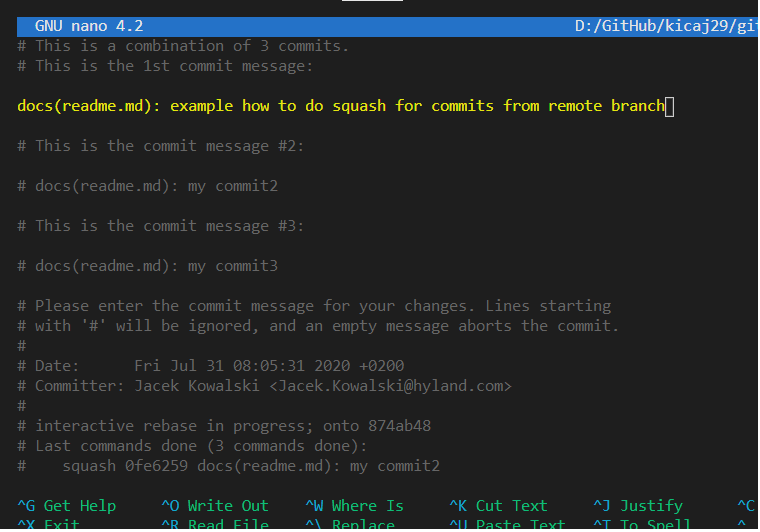 GNU nano 4.2 D:/GitHub/kicaj29/git
# This is a combination of 3 commits.
# This is the 1st commit message:
docs(readme.md): example how to do squash for commits from remote branch
# This is the commit message #2:
# docs(readme.md): my commit2
# This is the commit message #3:
# docs(readme.md): my commit3
# Please enter the commit message for your changes. Lines starting
# with '#' will be ignored, and an empty message aborts the commit.
#
# Date:      Fri Jul 31 08:05:31 2020 +0200
# Committer: Jacek Kowalski <Jacek.Kowalski@hyland.com>
#
# interactive rebase in progress; onto 874ab48
# Last commands done (3 commands done):
#    squash 0fe6259 docs(readme.md): my commit2
^G Get Help ^O Write Out ^W Where Is ^K Cut Text ^J Justify ^C
^X Exit ^R Read File ^\ Replace ^U Paste Text ^T To Spell ^